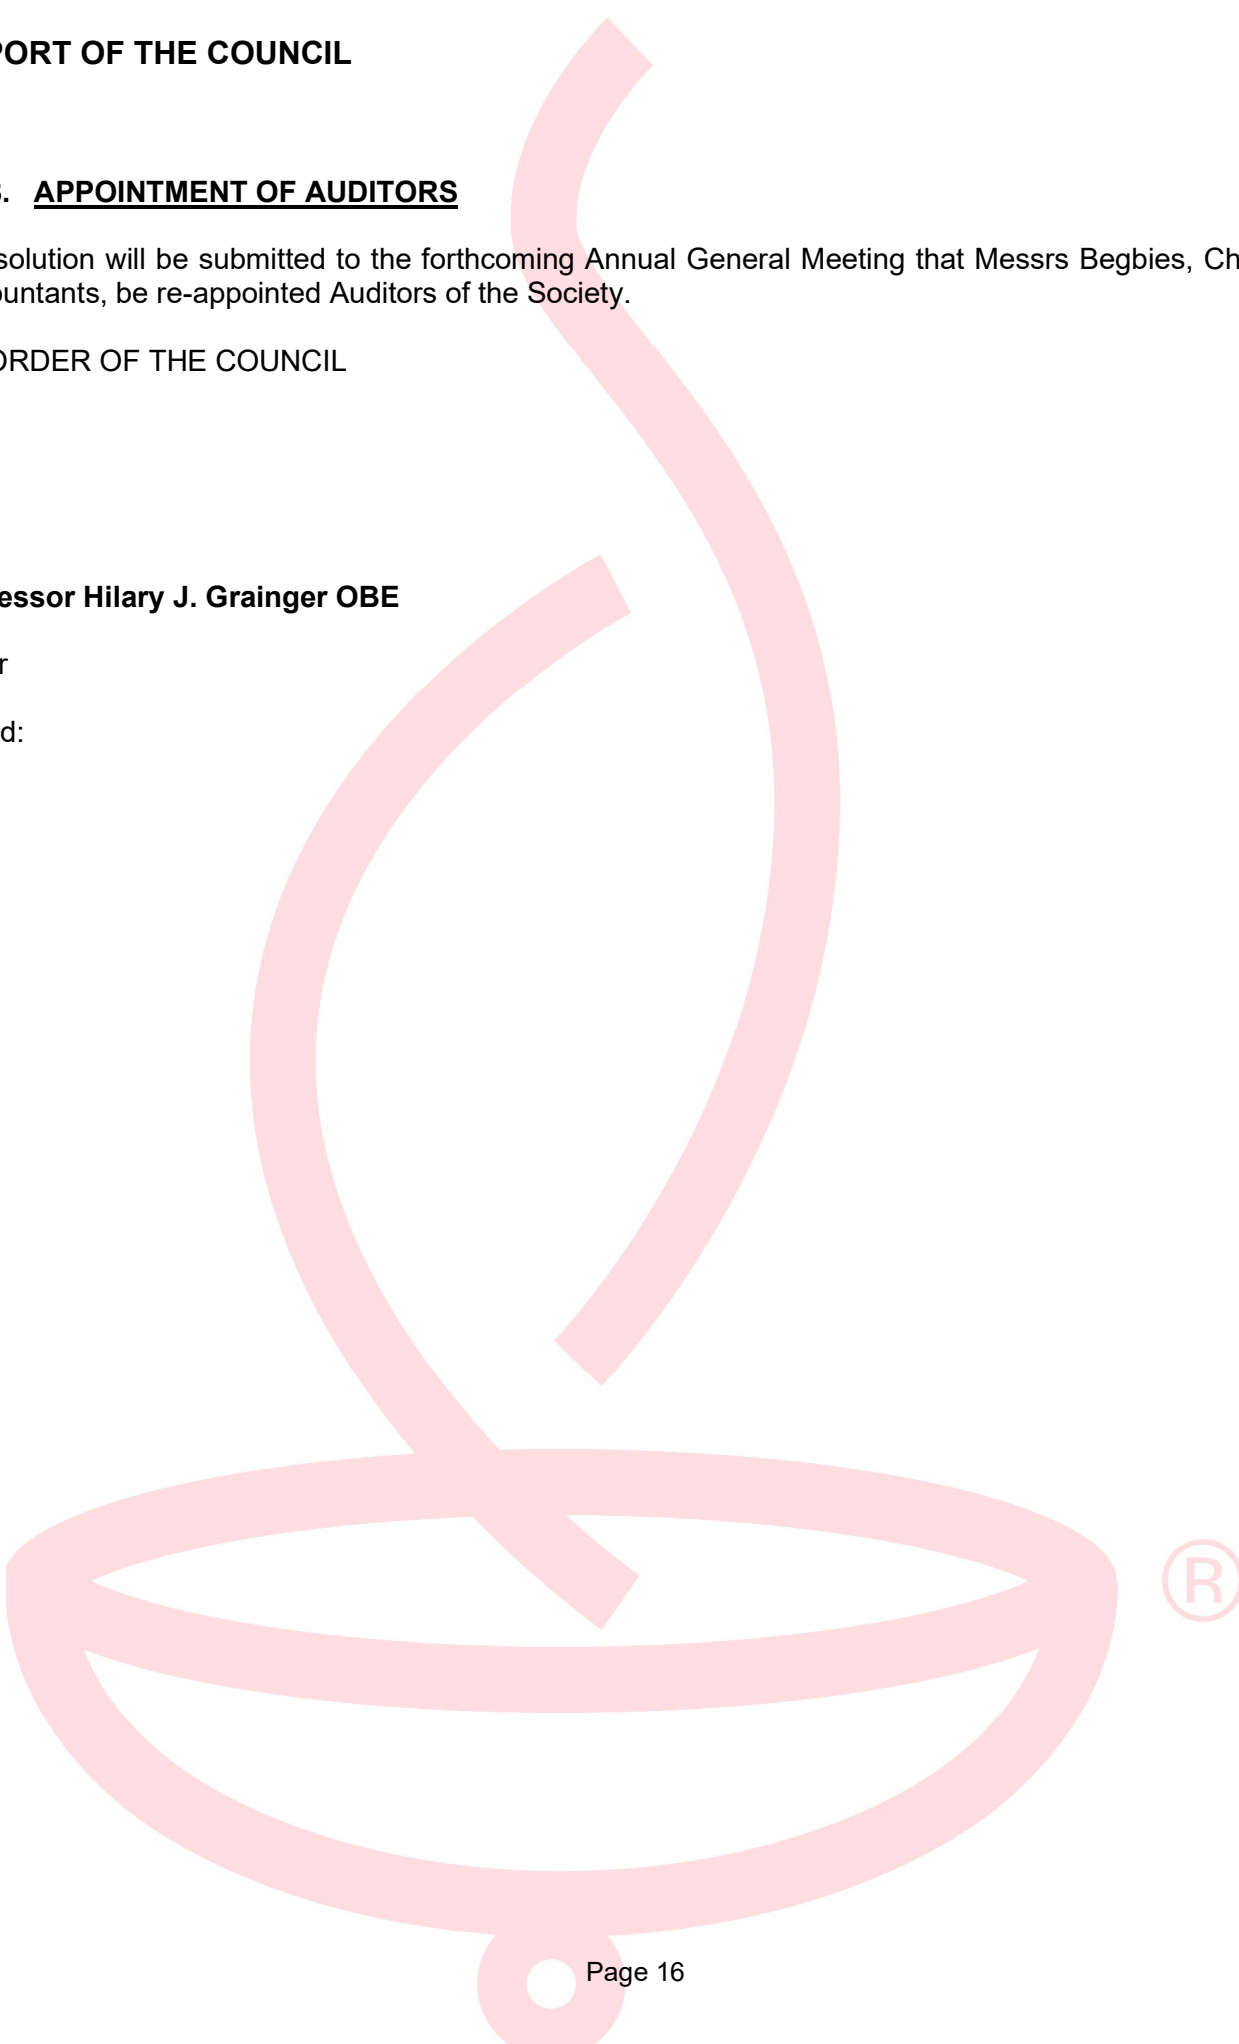 PORT OF THE COUNCIL
3. APPOINTMENT OF AUDITORS
solution will be submitted to the forthcoming Annual General Meeting that Messrs Begbies, Ch
ountants, be re-appointed Auditors of the Society.
ORDER OF THE COUNCIL
essor Hilary J. Grainger OBE
r
d:
®
Page 16